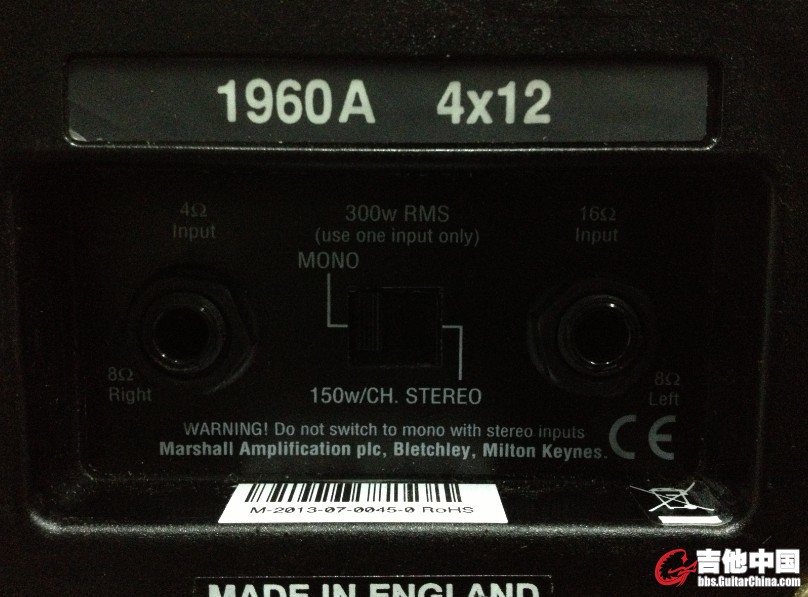 1960A 4x12
4Ω
Input
300w RMS
(use one input only)
16Ω
Input
MONO
8Ω
Right
150w/CH. STEREO
8Ω
Left
WARNING! Do not switch to mono with stereo inputs
Marshall Amplification plc, Bletchley, Milton Keynes.
CE
M-2013-07-0045-0 RoHS
MADE IN ENGLAND
吉他中国
bbs.GuitarChina.com